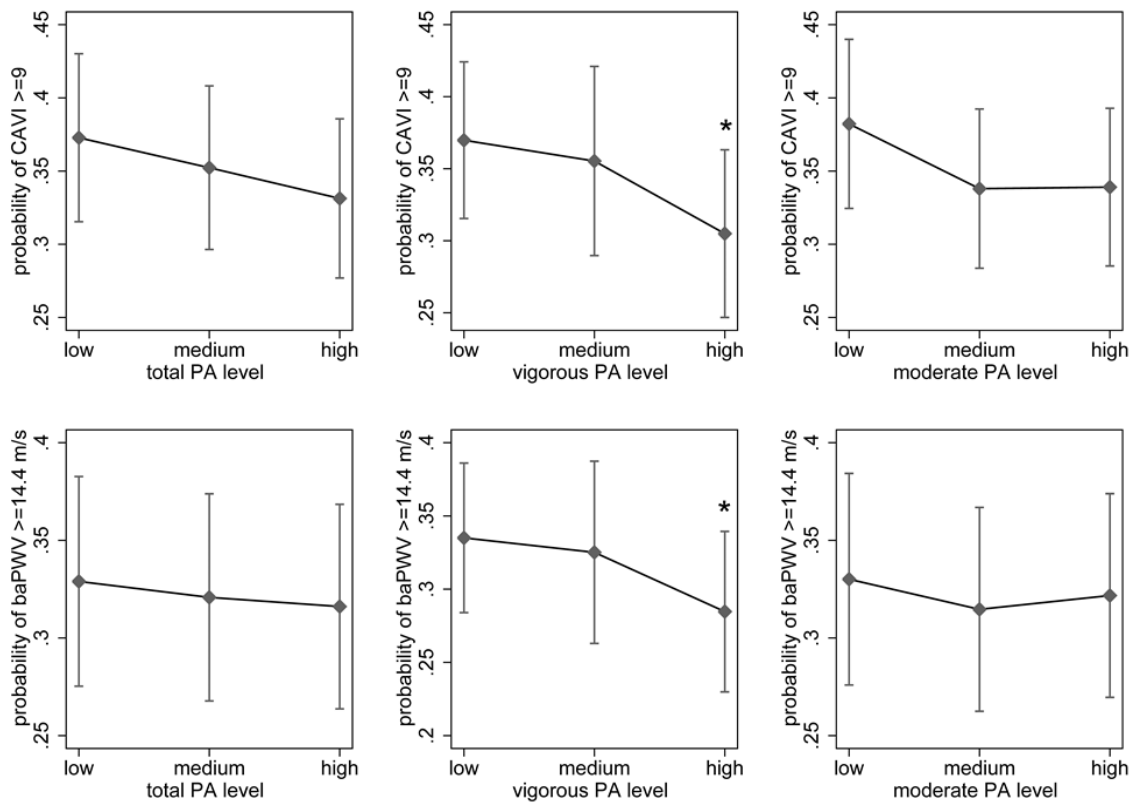 probability of CAVI >=9
.45
.4
.35
.3
.25
low medium high
total PA level
probability of CAVI >=9
.45
.4
.35
.3
.25
*
low medium high
vigorous PA level
probability of CAVI >=9
.45
.4
.35
.3
.25
low medium high
moderate PA level
probability of baPWV >=14.4 m/s
.4
.35
.3
.25
low medium high
total PA level
probability of baPWV >=14.4 m/s
.4
.35
.3
.25
.2
*
low medium high
vigorous PA level
probability of baPWV >=14.4 m/s
.4
.35
.3
.25
low medium high
moderate PA level